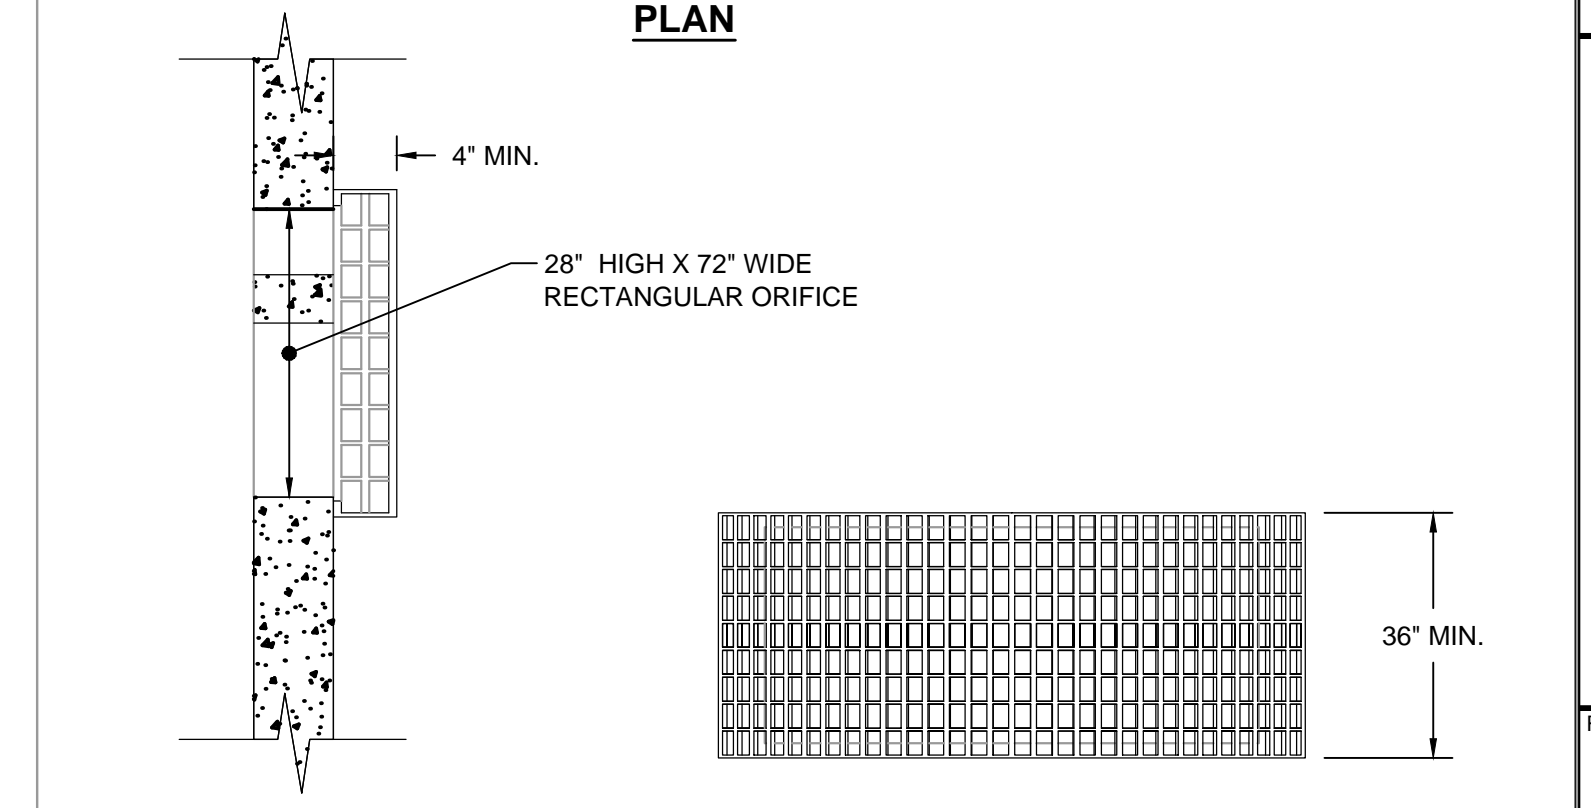 PLAN
4" MIN.
28" HIGH X 72" WIDE
RECTANGULAR ORIFICE
36" MIN.